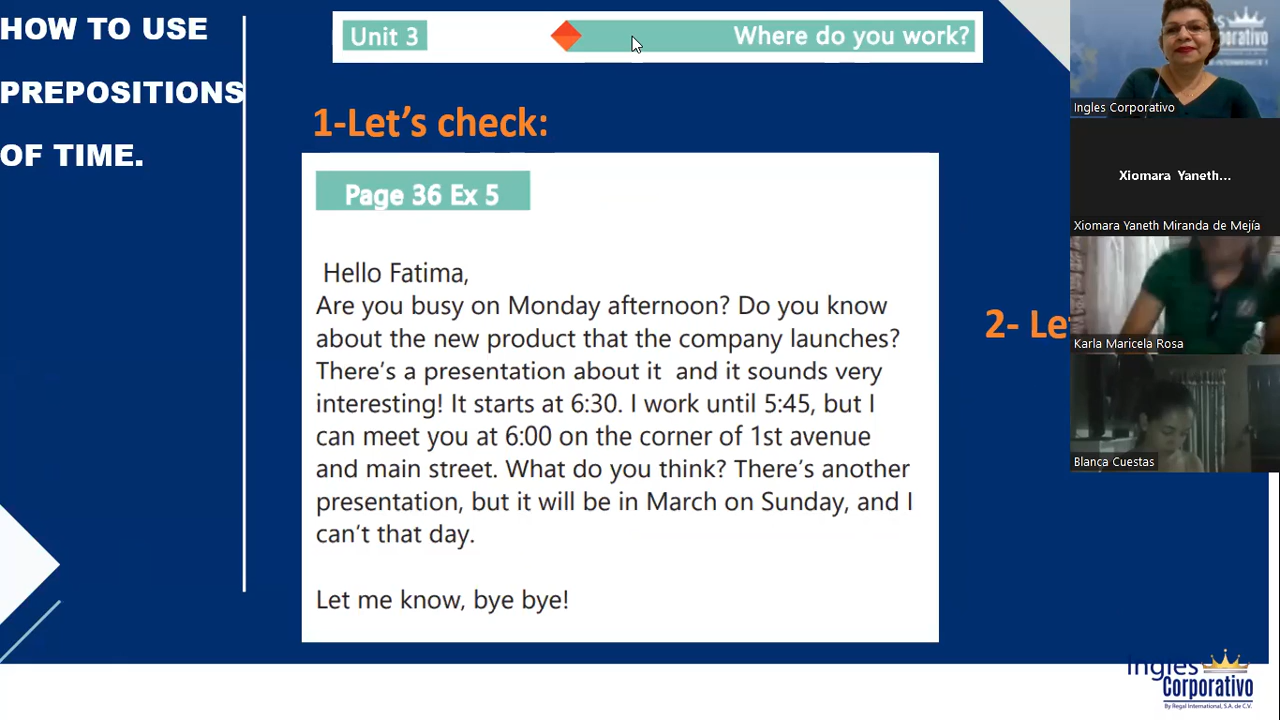 HOW TO USE
PREPOSITIONS
OF TIME.
Unit 3
Where do you work?
1-Let's check:
Page 36 Ex 5
Hello Fatima,
Are you busy on Monday afternoon? Do you know
about the new product that the company launches?
There's a presentation about it and it sounds very
interesting! It starts at 6:30. I work until 5:45, but I
can meet you at 6:00 on the corner of 1st avenue
and main street. What do you think? There's another
presentation, but it will be in March on Sunday, and I
can't that day.
Let me know, bye bye!
2- Le
Ingles Corporativo
Xiomara Yaneth...
Xiomara Yaneth Miranda de Mejía
Karla Maricela Rosa
Blanca Cuestas
Ingles
Corporativo
By Regal International, S.A. de C.V.